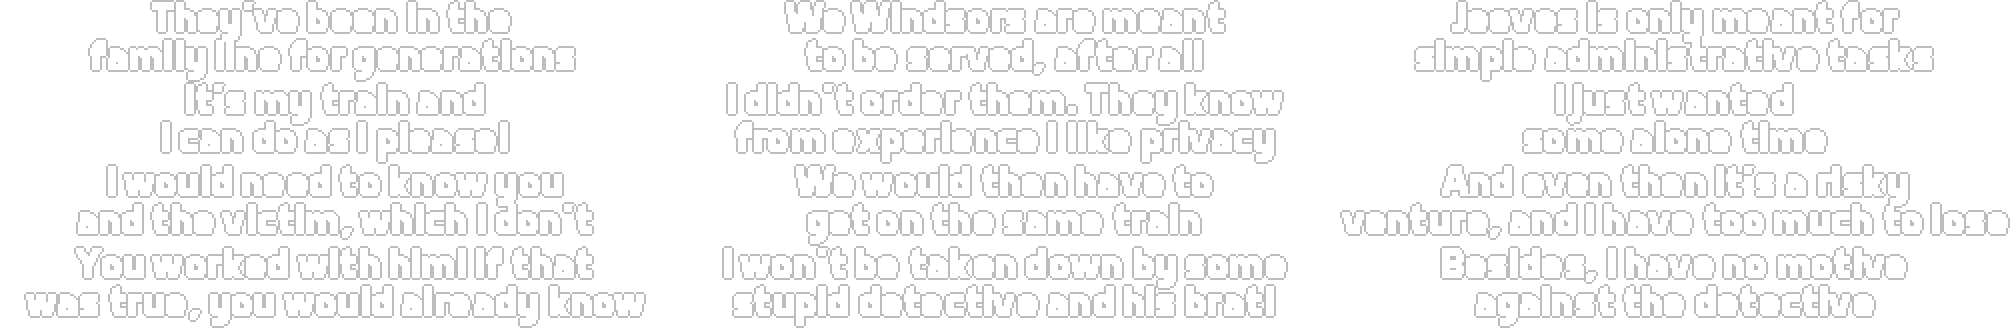 They've been in the
family line for generations
It's my train and
I can do as I please!
I would need to know you
and the victim, which I don't
You worked with him! If that
was true, you would already know
We Windsors are meant
to be served, after all
I didn't order them. They know
from experience I like privacy
We would then have to
get on the same train
I won't be taken down by some
stupid detective and his brat!
Jeeves is only meant for
simple administrative tasks
I just wanted
some alone time
And even then it's a risky
venture, and I have too much to lose
Besides, I have no motive
against the detective